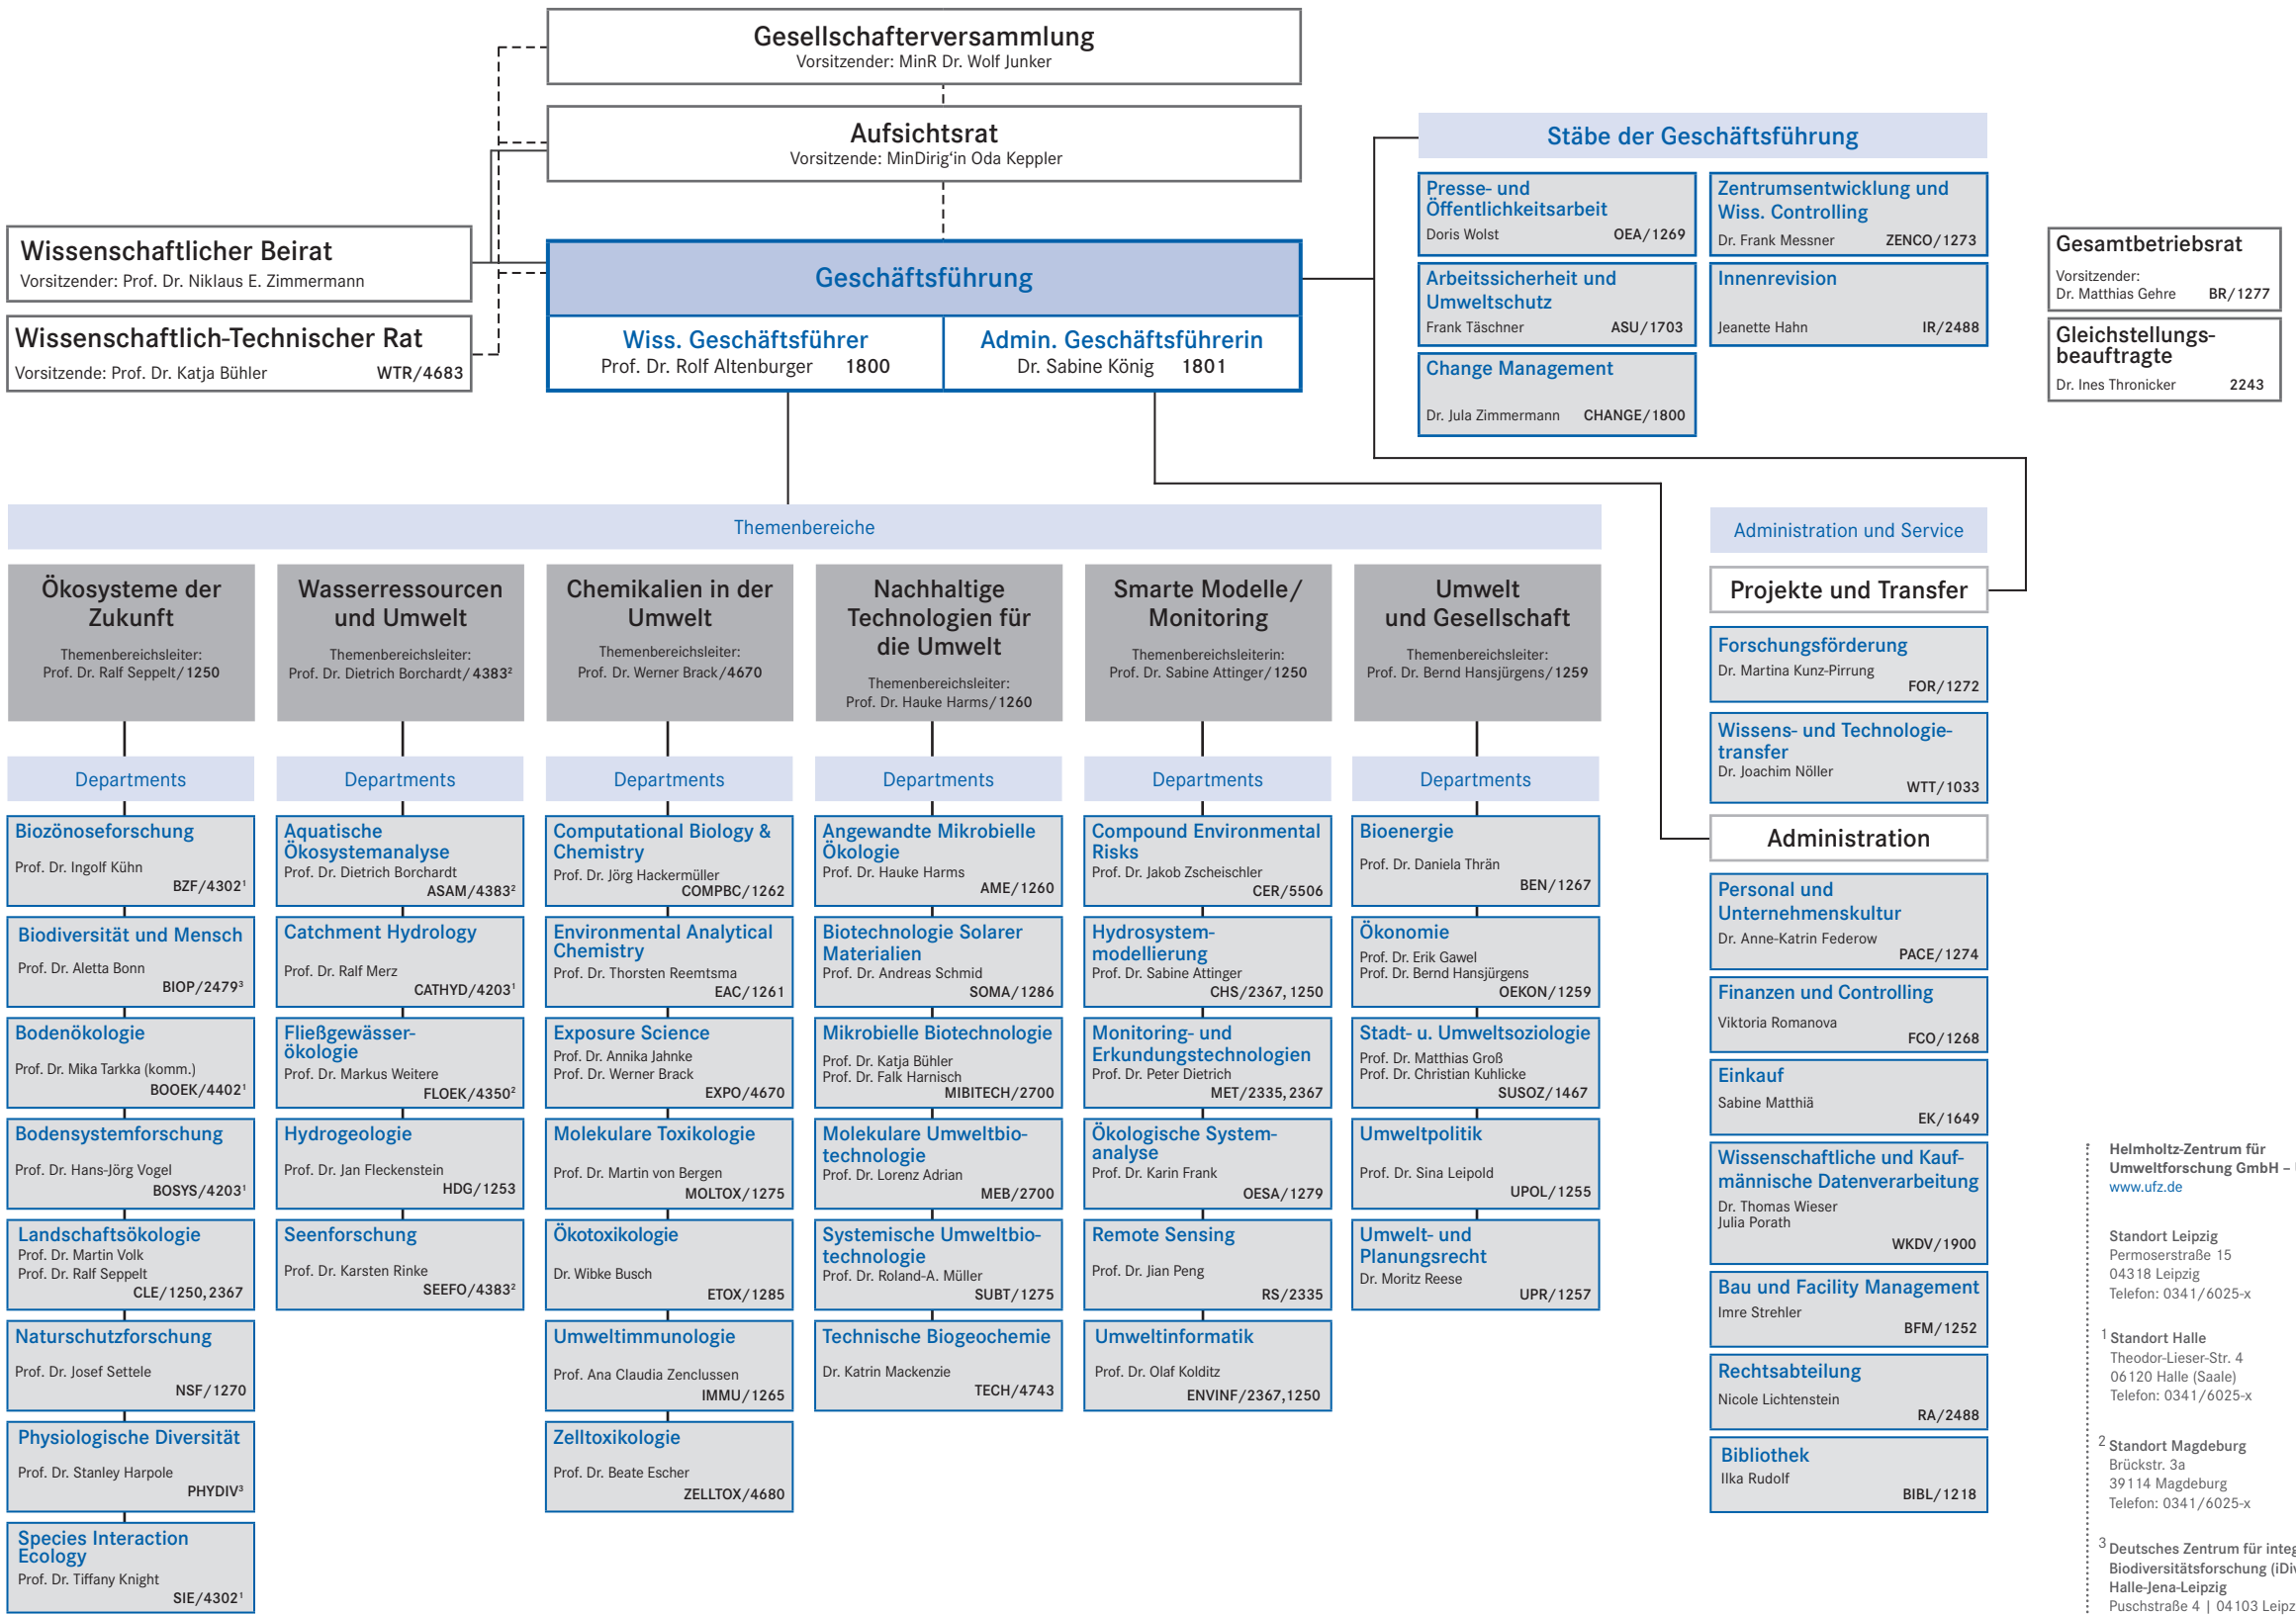 Gesellschafterversammlung
Vorsitzender: MinR Dr. Wolf Junker
Aufsichtsrat
Vorsitzende: MinDirig‘in Oda Keppler
Wissenschaftlicher Beirat
Vorsitzender: Prof. Dr. Niklaus E. Zimmermann
Wissenschaftlich-Technischer Rat
Vorsitzende: Prof. Dr. Katja Bühler WTR/4683
Geschäftsführung
Wiss. Geschäftsführer
Prof. Dr. Rolf Altenburger 1800
Admin. Geschäftsführerin
Dr. Sabine König 1801
Stäbe der Geschäftsführung
Presse- und
Öffentlichkeitsarbeit
Doris Wolst OEA/1269
Zentrumsentwicklung und
Wiss. Controlling
Dr. Frank Messner ZENCO/1273
Arbeitssicherheit und
Umweltschutz
Frank Täschner ASU/1703
Innenrevision
Jeanette Hahn IR/2488
Change Management
Dr. Jula Zimmermann CHANGE/1800
Gesamtbetriebsrat
Vorsitzender:
Dr. Matthias Gehre BR/1277
Gleichstellungs-
beauftragte
Dr. Ines Thronicker 2243
Themenbereiche
Ökosysteme der
Zukunft
Themenbereichsleiter:
Prof. Dr. Ralf Seppelt/1250
Departments
Biozönoseforschung
Prof. Dr. Ingolf Kühn
BZF/4302¹
Biodiversität und Mensch
Prof. Dr. Aletta Bonn
BIOP/2479³
Bodenökologie
Prof. Dr. Mika Tarkka (komm.)
BOOEK/4402¹
Bodensystemforschung
Prof. Dr. Hans-Jörg Vogel
BOSYS/4203¹
Landschaftsökologie
Prof. Dr. Martin Volk
Prof. Dr. Ralf Seppelt
CLE/1250,2367
Naturschutzforschung
Prof. Dr. Josef Settele
NSF/1270
Physiologische Diversität
Prof. Dr. Stanley Harpole
PHYDIV³
Species Interaction
Ecology
Prof. Dr. Tiffany Knight
SIE/4302¹
Wasserressourcen
und Umwelt
Themenbereichsleiter:
Prof. Dr. Dietrich Borchardt/4383²
Departments
Aquatische
Ökosystemanalyse
Prof. Dr. Dietrich Borchardt
ASAM/4383²
Catchment Hydrology
Prof. Dr. Ralf Merz
CATHYD/4203¹
Fließgewässer-
ökologie
Prof. Dr. Markus Weitere
FLOEK/4350²
Hydrogeologie
Prof. Dr. Jan Fleckenstein
HDG/1253
Seenforschung
Prof. Dr. Karsten Rinke
SEEFO/4383²
Chemikalien in der
Umwelt
Themenbereichsleiter:
Prof. Dr. Werner Brack/4670
Departments
Computational Biology &
Chemistry
Prof. Dr. Jörg Hackermüller
COMPBC/1262
Environmental Analytical
Chemistry
Prof. Dr. Thorsten Reemtsma
EAC/1261
Exposure Science
Prof. Dr. Annika Jahnke
Prof. Dr. Werner Brack
EXPO/4670
Molekulare Toxikologie
Prof. Dr. Martin von Bergen
MOLTOX/1275
Ökotoxikologie
Dr. Wibke Busch
ETOX/1285
Umweltimmunologie
Prof. Ana Claudia Zenclussen
IMMU/1265
Zelltoxikologie
Prof. Dr. Beate Escher
ZELLTOX/4680
Nachhaltige
Technologien für
die Umwelt
Themenbereichsleiter:
Prof. Dr. Hauke Harms/1260
Departments
Angewandte Mikrobielle
Ökologie
Prof. Dr. Hauke Harms
AME/1260
Biotechnologie Solarer
Materialien
Prof. Dr. Andreas Schmid
SOMA/1286
Mikrobielle Biotechnologie
Prof. Dr. Katja Bühler
Prof. Dr. Falk Harnisch
MIBITECH/2700
Molekulare Umweltbio-
technologie
Prof. Dr. Lorenz Adrian
MEB/2700
Systemische Umweltbio-
technologie
Prof. Dr. Roland-A. Müller
SUBT/1275
Technische Biogeochemie
Dr. Katrin Mackenzie
TECH/4743
Smarte Modelle/
Monitoring
Themenbereichsleiterin:
Prof. Dr. Sabine Attinger/1250
Departments
Compound Environmental
Risks
Prof. Dr. Jakob Zscheischler
CER/5506
Hydrosystem-
modellierung
Prof. Dr. Sabine Attinger
CHS/2367, 1250
Monitoring- und
Erkundungstechnologien
Prof. Dr. Peter Dietrich
MET/2335, 2367
Ökologische System-
analyse
Prof. Dr. Karin Frank
OESA/1279
Remote Sensing
Prof. Dr. Jian Peng
RS/2335
Umweltinformatik
Prof. Dr. Olaf Kolditz
ENVINF/2367,1250
Umwelt
und Gesellschaft
Themenbereichsleiter:
Prof. Dr. Bernd Hansjürgens/1259
Departments
Bioenergie
Prof. Dr. Daniela Thrän
BEN/1267
Ökonomie
Prof. Dr. Erik Gawel
Prof. Dr. Bernd Hansjürgens
OEKON/1259
Stadt- u. Umweltsoziologie
Prof. Dr. Matthias Groß
Prof. Dr. Christian Kuhlicke
SUSOZ/1467
Umweltpolitik
Prof. Dr. Sina Leipold
UPOL/1255
Umwelt- und
Planungsrecht
Dr. Moritz Reese
UPR/1257
Administration und Service
Projekte und Transfer
Forschungsförderung
Dr. Martina Kunz-Pirrung
FOR/1272
Wissens- und Technologie-
transfer
Dr. Joachim Nöller
WTT/1033
Administration
Personal und
Unternehmenskultur
Dr. Anne-Katrin Federow
PACE/1274
Finanzen und Controlling
Viktoria Romanova
FCO/1268
Einkauf
Sabine Matthiä
EK/1649
Wissenschaftliche und Kauf-
männische Datenverarbeitung
Dr. Thomas Wieser
Julia Porath
WKDV/1900
Bau und Facility Management
Imre Strehler
BFM/1252
Rechtsabteilung
Nicole Lichtenstein
RA/2488
Bibliothek
Ilka Rudolf
BIBL/1218
Helmholtz-Zentrum für
Umweltforschung GmbH –
www.ufz.de
Standort Leipzig
Permoserstraße 15
04318 Leipzig
Telefon: 0341/6025-x
¹ Standort Halle
Theodor-Lieser-Str. 4
06120 Halle (Saale)
Telefon: 0341/6025-x
² Standort Magdeburg
Brückstr. 3a
39114 Magdeburg
Telefon: 0341/6025-x
³ Deutsches Zentrum für integ
Biodiversitätsforschung (iDiv
Halle-Jena-Leipzig
Puschstraße 4 | 04103 Leipz